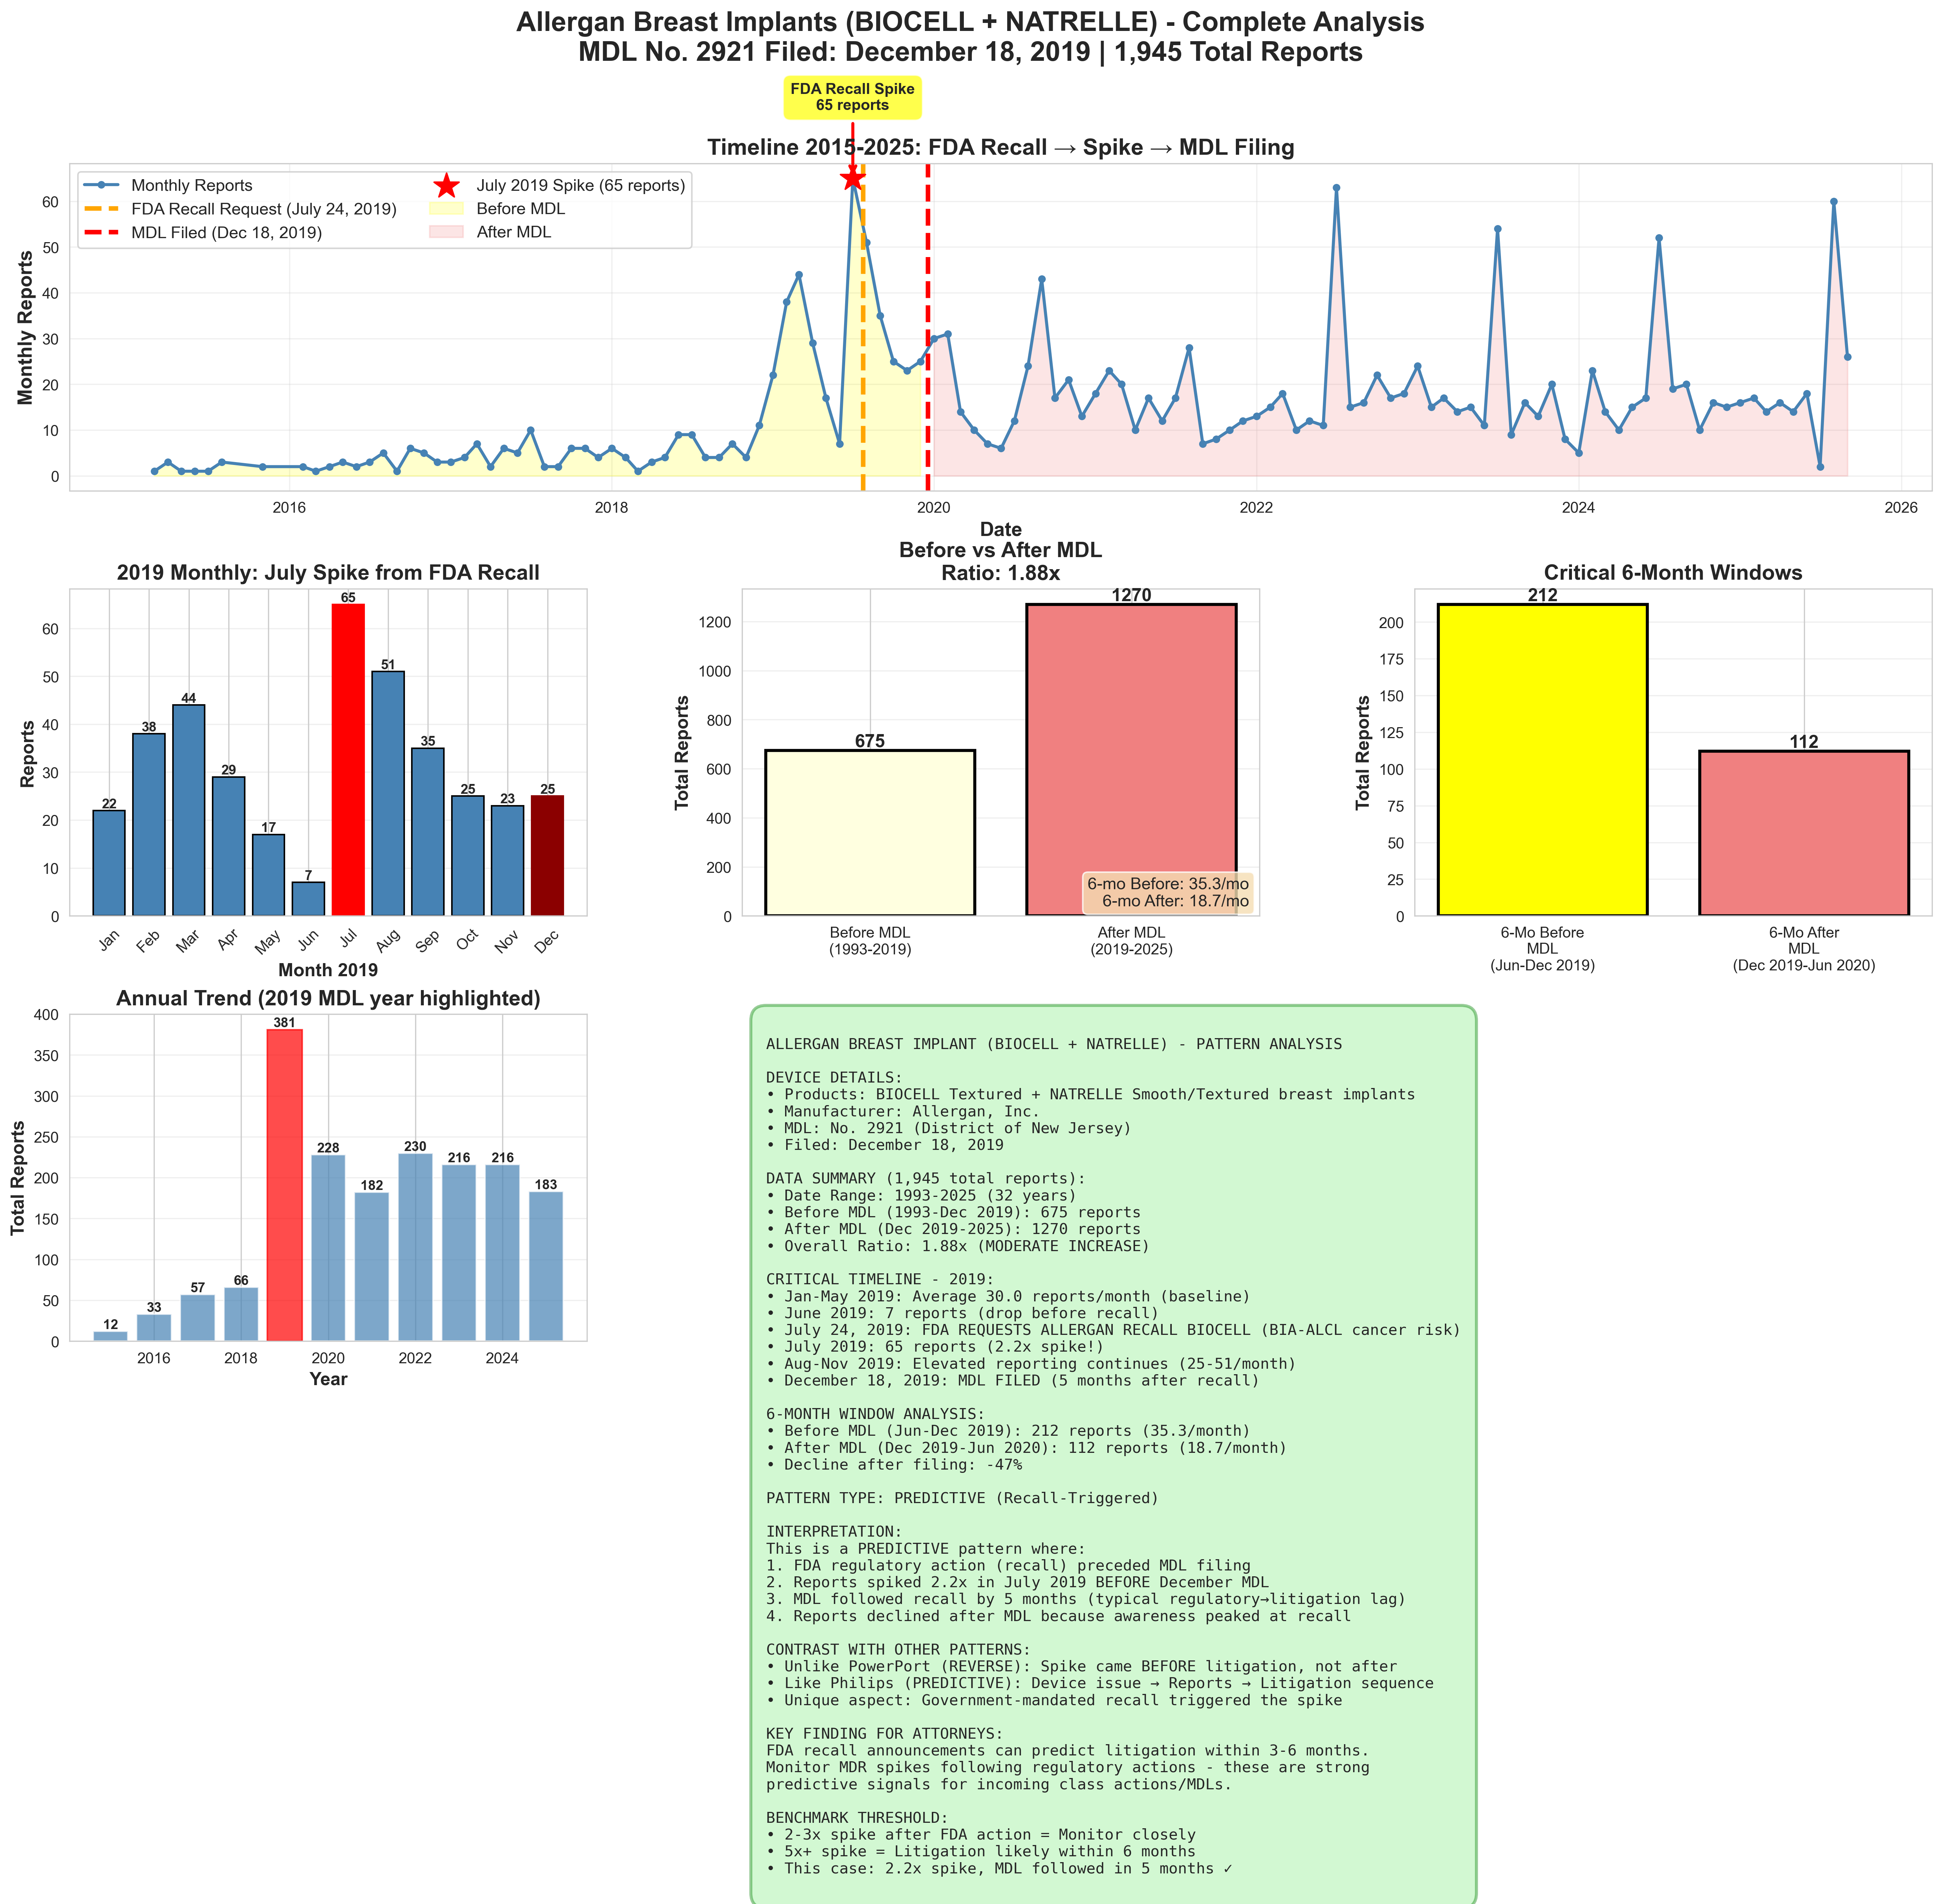 Allergan Breast Implants (BIOCELL + NATRELLE) - Complete Analysis
MDL No. 2921 Filed: December 18, 2019 | 1,945 Total Reports
FDA Recall Spike
65 reports
Timeline 2015-2025: FDA Recall → Spike → MDL Filing
Monthly Reports
FDA Recall Request (July 24, 2019)
MDL Filed (Dec 18, 2019)
July 2019 Spike (65 reports)
Before MDL
After MDL
Monthly Reports
60
50
40
30
20
10
0
2016
2018
2020
2022
2024
2026
Date
2019 Monthly: July Spike from FDA Recall
Reports
60
50
40
30
20
10
0
22
38
44
29
17
7
65
51
35
25
23
25
Jan
Feb
Mar
Apr
May
Jun
Jul
Aug
Sep
Oct
Nov
Dec
Month 2019
Before vs After MDL
Ratio: 1.88x
Total Reports
1200
1000
800
600
400
200
0
675
1270
6-mo Before: 35.3/mo
6-mo After: 18.7/mo
Before MDL
(1993-2019)
After MDL
(2019-2025)
Critical 6-Month Windows
Total Reports
200
175
150
125
100
75
50
25
0
212
112
6-Mo Before
MDL
(Jun-Dec 2019)
6-Mo After
MDL
(Dec 2019-Jun 2020)
Annual Trend (2019 MDL year highlighted)
Total Reports
400
350
300
250
200
150
100
50
0
12
33
57
66
381
228
182
230
216
216
183
2016
2018
2020
2022
2024
Year
ALLERGAN BREAST IMPLANT (BIOCELL + NATRELLE) - PATTERN ANALYSIS
DEVICE DETAILS:
• Products: BIOCELL Textured + NATRELLE Smooth/Textured breast implants
• Manufacturer: Allergan, Inc.
• MDL: No. 2921 (District of New Jersey)
• Filed: December 18, 2019
DATA SUMMARY (1,945 total reports):
• Date Range: 1993-2025 (32 years)
• Before MDL (1993-Dec 2019): 675 reports
• After MDL (Dec 2019-2025): 1270 reports
• Overall Ratio: 1.88x (MODERATE INCREASE)
CRITICAL TIMELINE - 2019:
• Jan-May 2019: Average 30.0 reports/month (baseline)
• June 2019: 7 reports (drop before recall)
• July 24, 2019: FDA REQUESTS ALLERGAN RECALL BIOCELL (BIA-ALCL cancer risk)
• July 2019: 65 reports (2.2x spike!)
• Aug-Nov 2019: Elevated reporting continues (25-51/month)
• December 18, 2019: MDL FILED (5 months after recall)
6-MONTH WINDOW ANALYSIS:
• Before MDL (Jun-Dec 2019): 212 reports (35.3/month)
• After MDL (Dec 2019-Jun 2020): 112 reports (18.7/month)
• Decline after filing: -47%
PATTERN TYPE: PREDICTIVE (Recall-Triggered)
INTERPRETATION:
This is a PREDICTIVE pattern where:
1. FDA regulatory action (recall) preceded MDL filing
2. Reports spiked 2.2x in July 2019 BEFORE December MDL
3. MDL followed recall by 5 months (typical regulatory→litigation lag)
4. Reports declined after MDL because awareness peaked at recall
CONTRAST WITH OTHER PATTERNS:
• Unlike PowerPort (REVERSE): Spike came BEFORE litigation, not after
• Like Philips (PREDICTIVE): Device issue → Reports → Litigation sequence
• Unique aspect: Government-mandated recall triggered the spike
KEY FINDING FOR ATTORNEYS:
FDA recall announcements can predict litigation within 3-6 months.
Monitor MDR spikes following regulatory actions - these are strong
predictive signals for incoming class actions/MDLs.
BENCHMARK THRESHOLD:
• 2-3x spike after FDA action = Monitor closely
• 5x+ spike = Litigation likely within 6 months
• This case: 2.2x spike, MDL followed in 5 months ✓